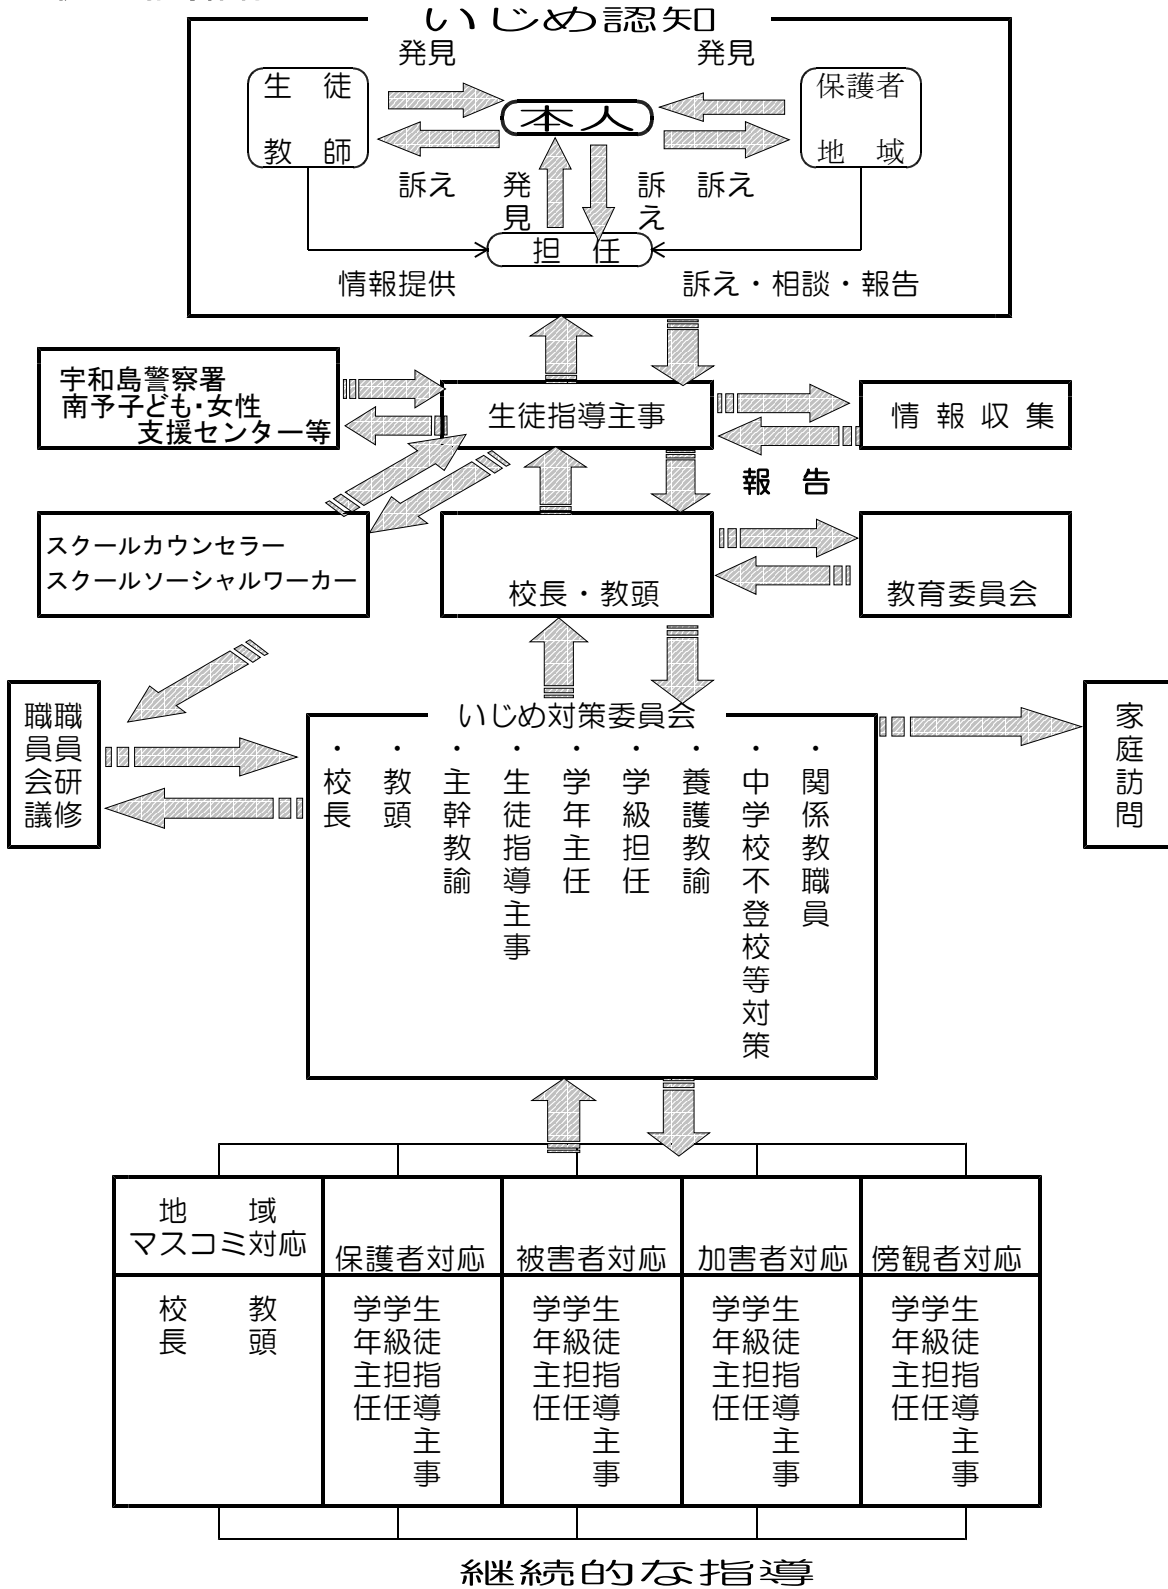 いじめ認知
発見
発見
生 徒
教 師
本人
保護者
地 域
訴え
発見
訴え
訴え
担 任
情報提供
訴え・相談・報告
宇和島警察署
南予子ども・女性
支援センター等
生徒指導主事
情報収集
報 告
スクールカウンセラー
スクールソーシャルワーカー
校長・教頭
教育委員会
職員研修
職員会議
いじめ対策委員会
・校長
・教頭
・主幹教諭
・生徒指導主事
・学年主任
・学級担任
・養護教諭
・中学校不登校等対策
・関係教職員
家庭訪問
地 域
マスコミ対応
保護者対応
被害者対応
加害者対応
傍観者対応
校長
教頭
学年主任
学級担任
生徒指導主事
学年主任
学級担任
生徒指導主事
学年主任
学級担任
生徒指導主事
学年主任
学級担任
生徒指導主事
継続的な指導